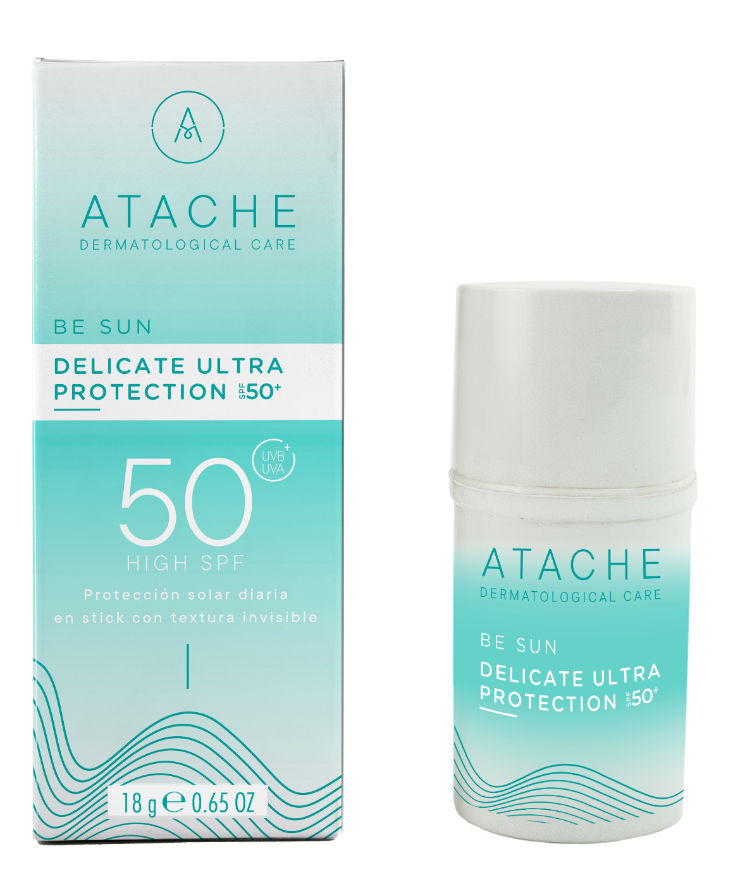 ATACHE
DERMATOLOGICAL CARE
BE SUN
DELICATE ULTRA
PROTECTION SPF 50+
50+
UVB
UVA
HIGH SPF
Protección solar diaria
en stick con textura invisible
18 g ℮ 0.65 OZ
ATACHE
DERMATOLOGICAL CARE
BE SUN
DELICATE ULTRA
PROTECTION SPF 50+